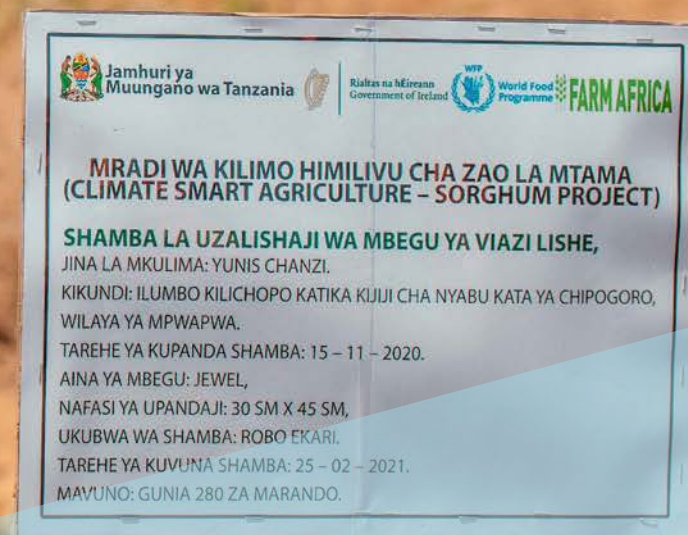 Jamhuri ya
Muungano wa Tanzania
Rialtas na hÉireann
Government of Ireland
WFP
World Food
Programme
FARM AFRICA
MRADI WA KILIMO HIMILIVU CHA ZAO LA MTAMA
(CLIMATE SMART AGRICULTURE – SORGHUM PROJECT)
SHAMBA LA UZALISHAJI WA MBEGU YA VIAZI LISHE,
JINA LA MKULIMA: YUNIS CHANZI.
KIKUNDI: ILUMBO KILICHOPO KATIKA KIJIJI CHA NYABU KATA YA CHIPOGORO,
WILAYA YA MPWAPWA.
TAREHE YA KUPANDA SHAMBA: 15 – 11 – 2020.
AINA YA MBEGU: JEWEL,
NAFASI YA UPANDAJI: 30 SM X 45 SM,
UKUBWA WA SHAMBA: ROBO EKARI.
TAREHE YA KUVUNA SHAMBA: 25 – 02 – 2021.
MAVUNO: GUNIA 280 ZA MARANDO.